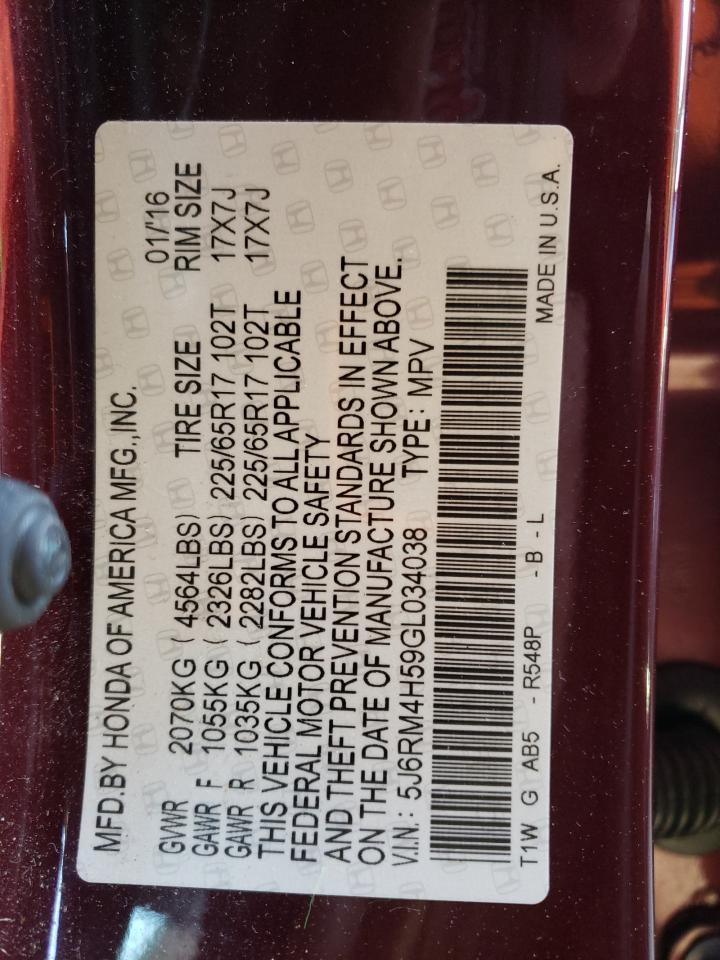 MFD. BY HONDA OF AMERICA MFG., INC. 01/'16
GVWR 2070KG ( 4564LBS) TIRE SIZE RIM SIZE
GAWR F 1055KG ( 2326LBS) 225/65R17 102T 17X7J
GAWR R 1035KG ( 2282LBS) 225/65R17 102T 17X7J
THIS VEHICLE CONFORMS TO ALL APPLICABLE
FEDERAL MOTOR VEHICLE SAFETY
AND THEFT PREVENTION STANDARDS IN EFFECT
ON THE DATE OF MANUFACTURE SHOWN ABOVE.
V.I.N.: 5J6RM4H59GL034038 TYPE: MPV
T1W G AB5 - R548P - B - L MADE IN U.S.A.